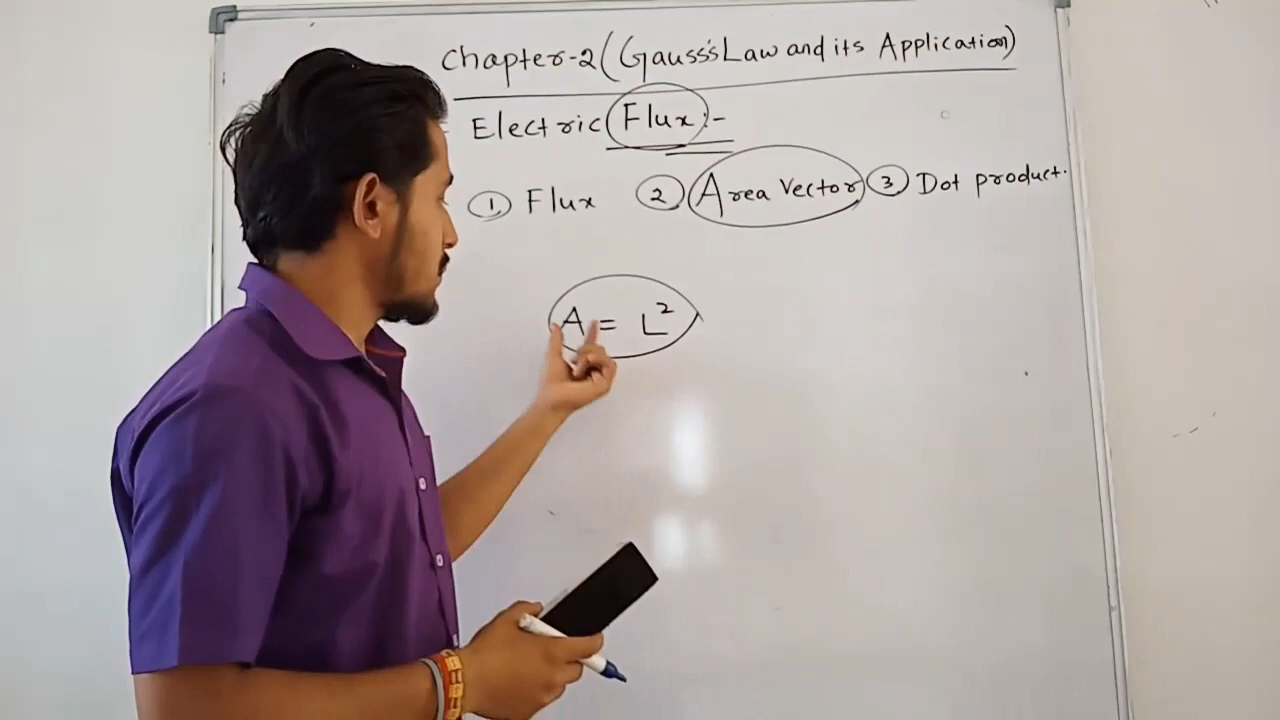 Chapter-2 (Gauss's Law and its Application)
Electric Flux :-
① Flux ② Area Vector ③ Dot product.
A = L²